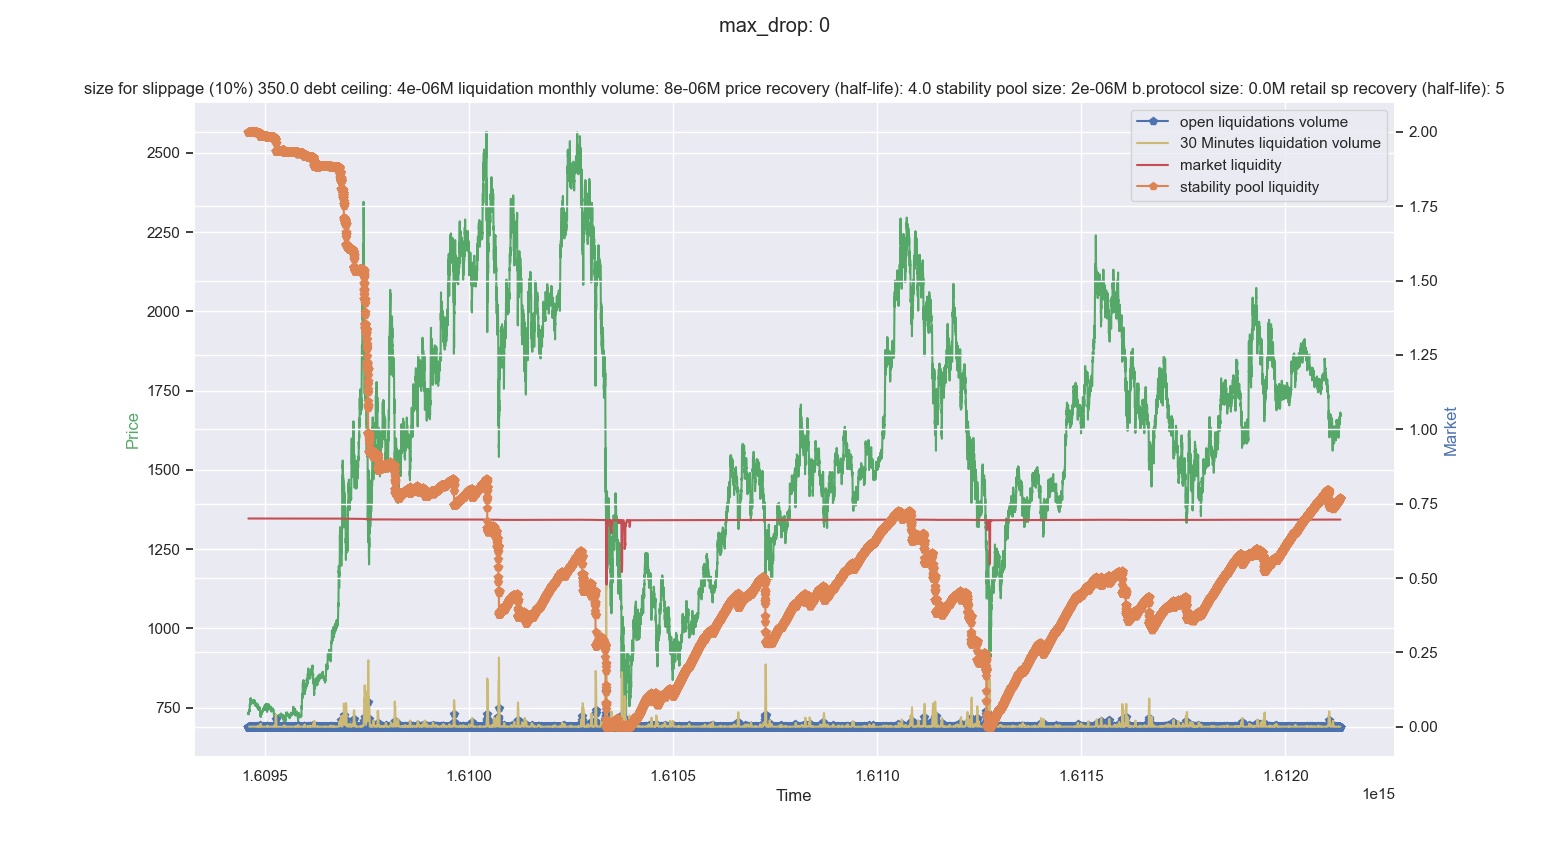 max_drop: 0
size for slippage (10%) 350.0 debt ceiling: 4e-06M liquidation monthly volume: 8e-06M price recovery (half-life): 4.0 stability pool size: 2e-06M b.protocol size: 0.0M retail sp recovery (half-life): 5
open liquidations volume
30 Minutes liquidation volume
market liquidity
stability pool liquidity
2500
2250
2000
1750
1500
1250
1000
750
Price
2.00
1.75
1.50
1.25
1.00
0.75
0.50
0.25
0.00
Market
1.6095
1.6100
1.6105
1.6110
1.6115
1.6120
Time
1e15